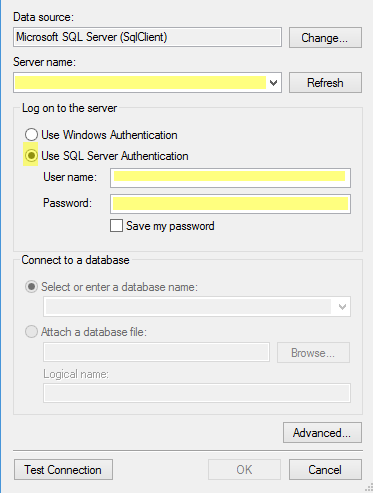 Data source:
Microsoft SQL Server (SqlClient)
Change...
Server name:
Refresh
Log on to the server
Use Windows Authentication
Use SQL Server Authentication
User name:
Password:
Save my password
Connect to a database
Select or enter a database name:
Attach a database file:
Browse...
Logical name:
Advanced...
Test Connection
OK
Cancel